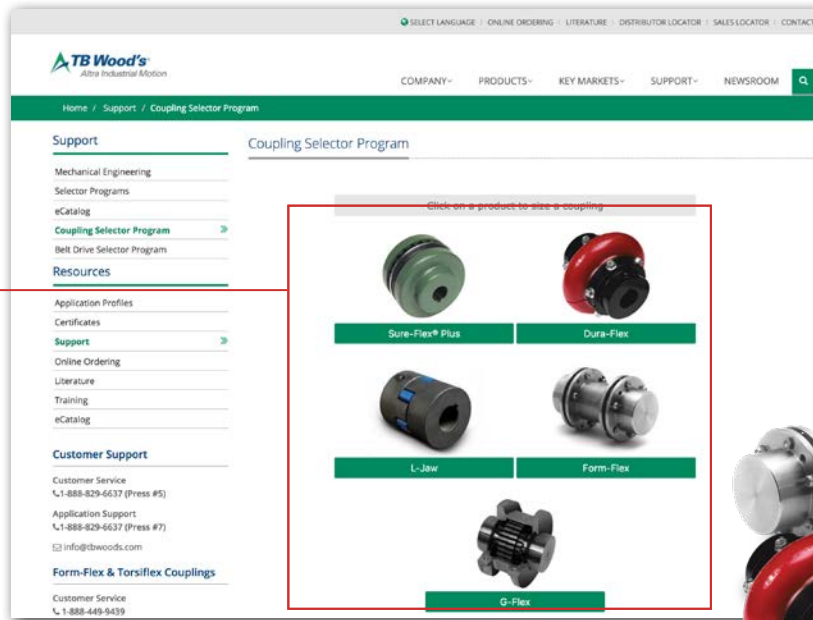 SELECT LANGUAGE | ONLINE ORDERING | LITERATURE | DISTRIBUTOR LOCATOR | SALES LOCATOR | CONTACT
TB Wood's
Altra Industrial Motion
COMPANY PRODUCTS KEY MARKETS SUPPORT NEWSROOM
Home / Support / Coupling Selector Program
Support
Mechanical Engineering
Selector Programs
eCatalog
Coupling Selector Program »
Belt Drive Selector Program
Resources
Application Profiles
Certificates
Support »
Online Ordering
Literature
Training
eCatalog
Customer Support
Customer Service
1-888-829-6637 (Press #5)
Application Support
1-888-829-6637 (Press #7)
info@tbwoods.com
Form-Flex & Torsiflex Couplings
Customer Service
1-888-449-9439
Coupling Selector Program
Click on a product to size a coupling
Sure-Flex® Plus
Dura-Flex
L-Jaw
Form-Flex
G-Flex